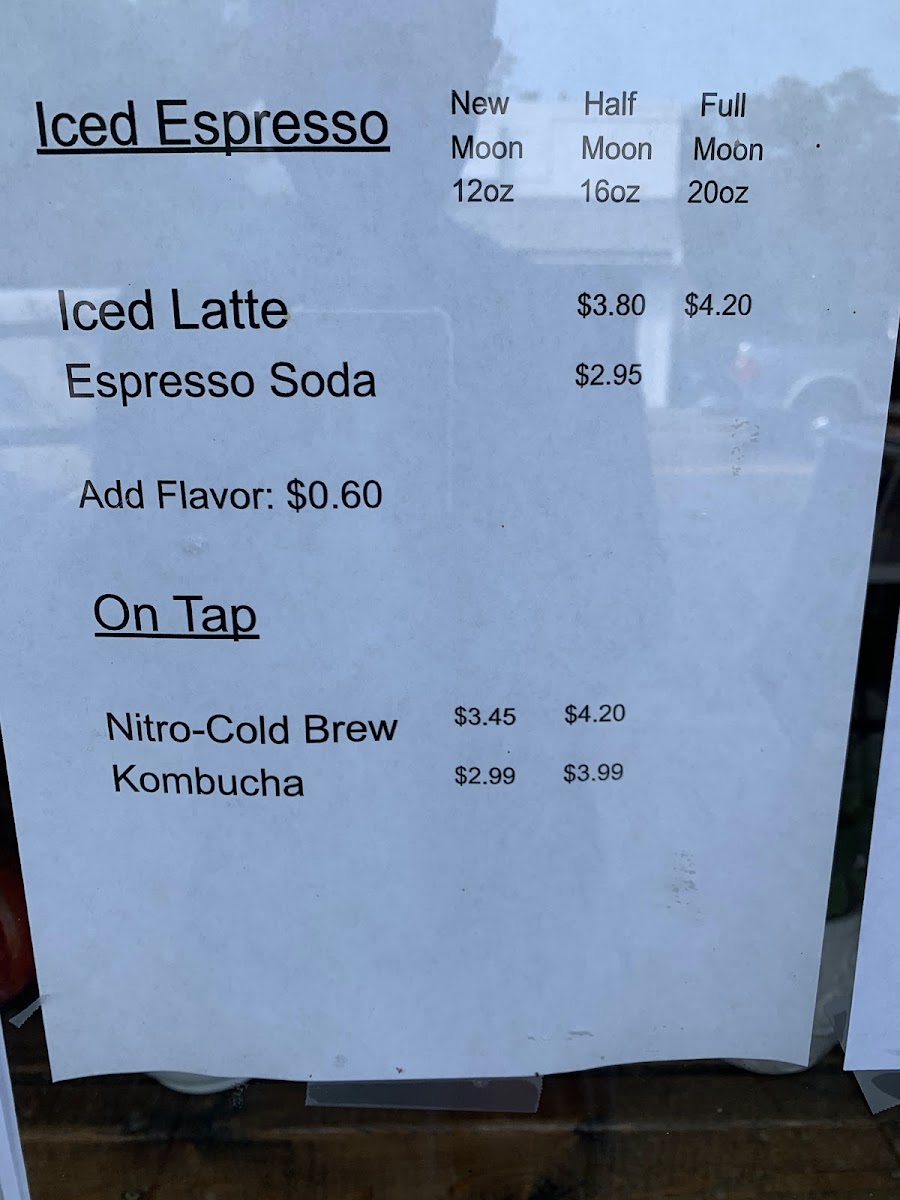 Iced Espresso
New Half Full
Moon Moon Moon
12oz 16oz 20oz
Iced Latte $3.80 $4.20
Espresso Soda $2.95
Add Flavor: $0.60
On Tap
Nitro-Cold Brew $3.45 $4.20
Kombucha $2.99 $3.99